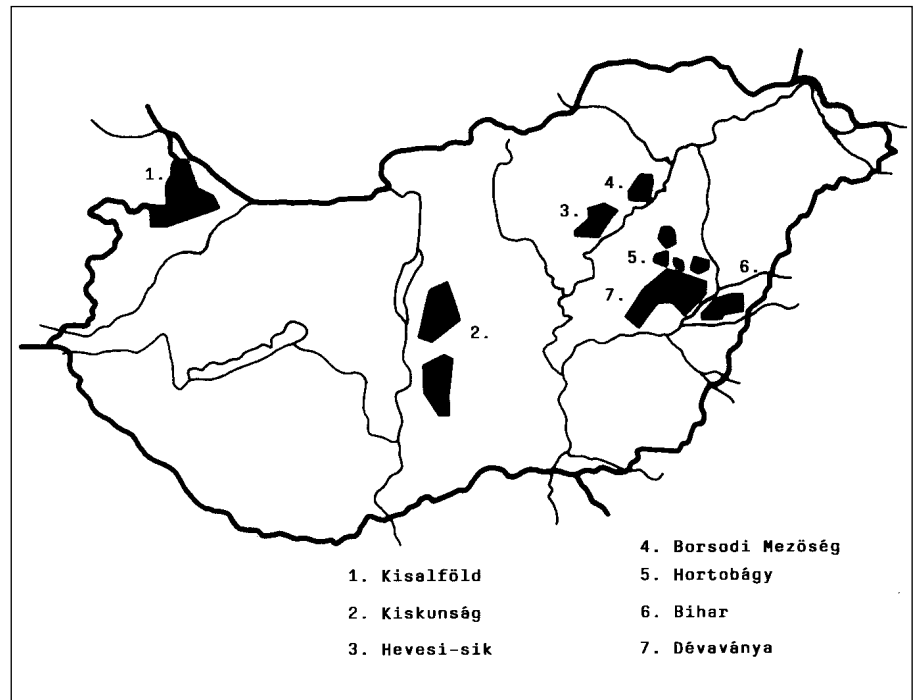 1.
4.
3.
5.
6.
7.
2.
4. Borsodi Mezöség
1. Kisalföld
5. Hortobágy
2. Kiskunság
6. Bihar
3. Hevesi-sik
7. Dévaványa